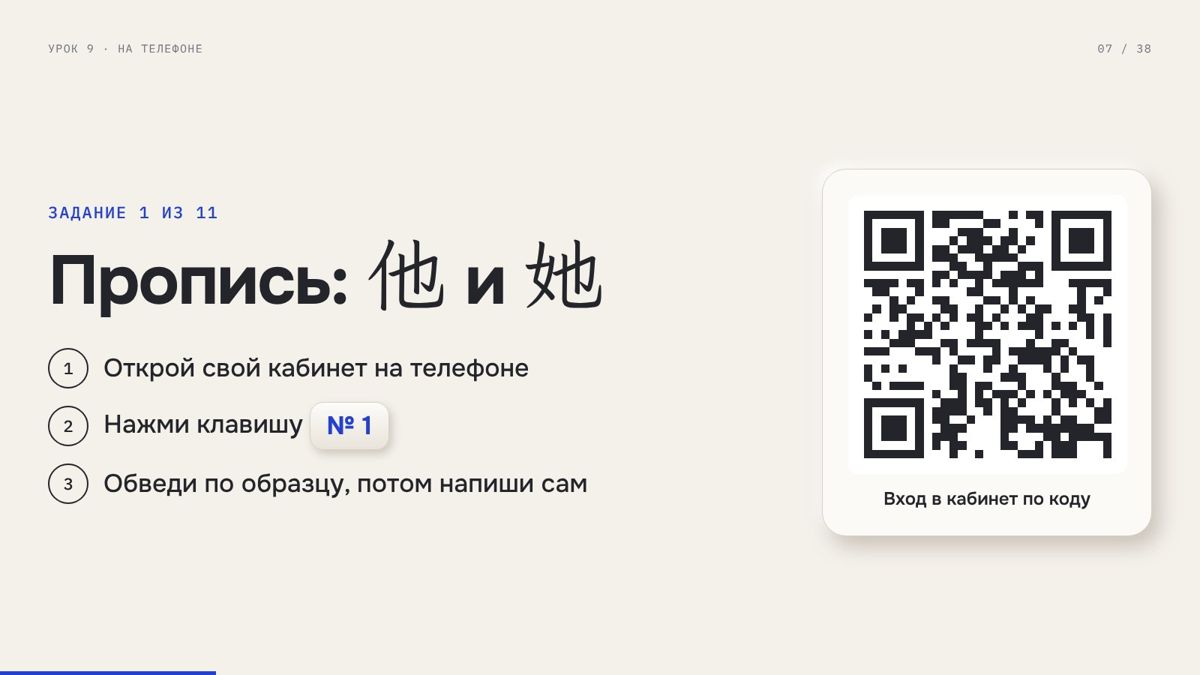 УРОК 9 · НА ТЕЛЕФОНЕ
07 / 38
ЗАДАНИЕ 1 ИЗ 11
Пропись: 他 и 她
1 Открой свой кабинет на телефоне
2 Нажми клавишу № 1
3 Обведи по образцу, потом напиши сам
Вход в кабинет по коду